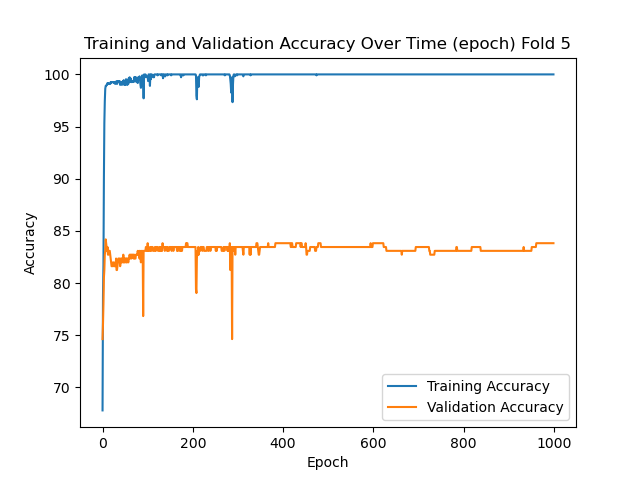 Training and Validation Accuracy Over Time (epoch) Fold 5
100
95
90
85
80
75
70
Accuracy
0
200
400
600
800
1000
Epoch
Training Accuracy
Validation Accuracy